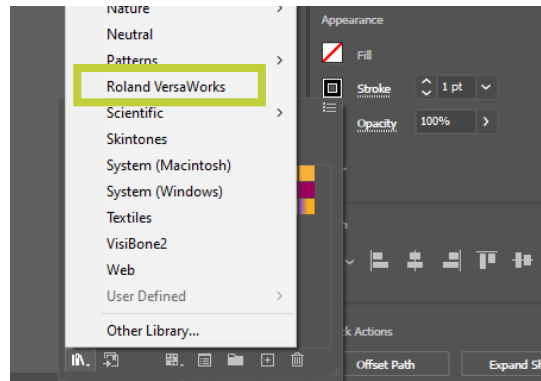 Nature
Neutral
Patterns
Roland VersaWorks
Scientific
Skintones
System (Macintosh)
System (Windows)
Textiles
VisiBone2
Web
User Defined
Other Library...
Appearance
Fill
Stroke
1 pt
Opacity
100%
Actions
Offset Path
Expand